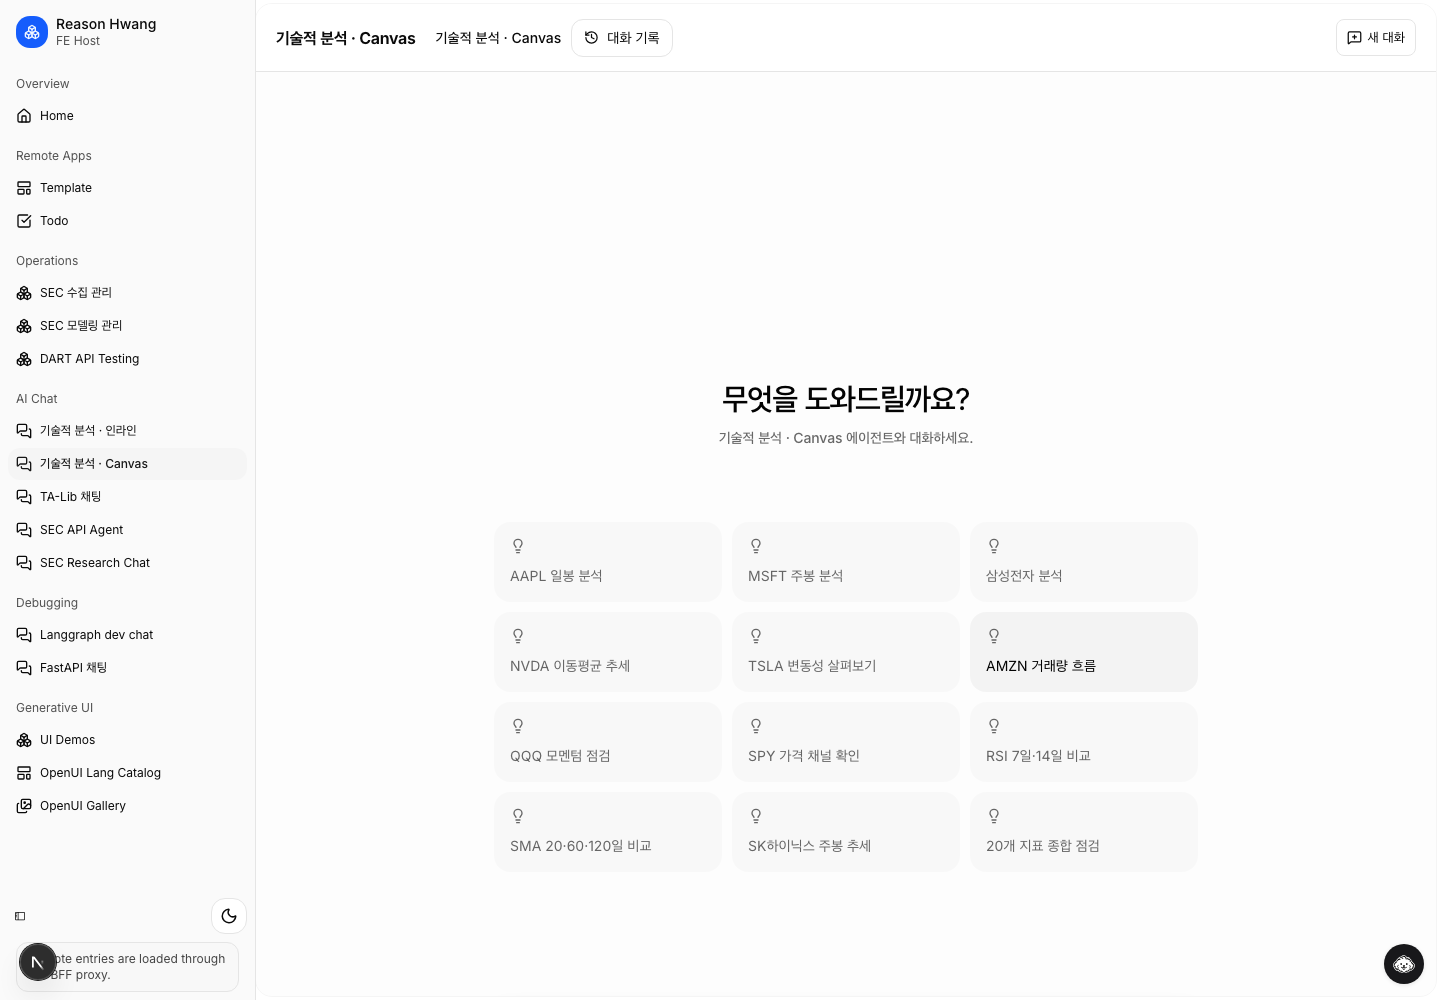 Reason Hwang
FE Host
Overview
Home
Remote Apps
Template
Todo
Operations
SEC 수집 관리
SEC 모델링 관리
DART API Testing
AI Chat
기술적 분석 · 인라인
기술적 분석 · Canvas
TA-Lib 채팅
SEC API Agent
SEC Research Chat
Debugging
Langgraph dev chat
FastAPI 채팅
Generative UI
UI Demos
OpenUI Lang Catalog
OpenUI Gallery
entries are loaded through
BFF proxy.
기술적 분석 · Canvas
기술적 분석 · Canvas
대화 기록
새 대화
무엇을 도와드릴까요?
기술적 분석 · Canvas 에이전트와 대화하세요.
AAPL 일봉 분석
MSFT 주봉 분석
삼성전자 분석
NVDA 이동평균 추세
TSLA 변동성 살펴보기
AMZN 거래량 흐름
QQQ 모멘텀 점검
SPY 가격 채널 확인
RSI 7일·14일 비교
SMA 20·60·120일 비교
SK하이닉스 주봉 추세
20개 지표 종합 점검